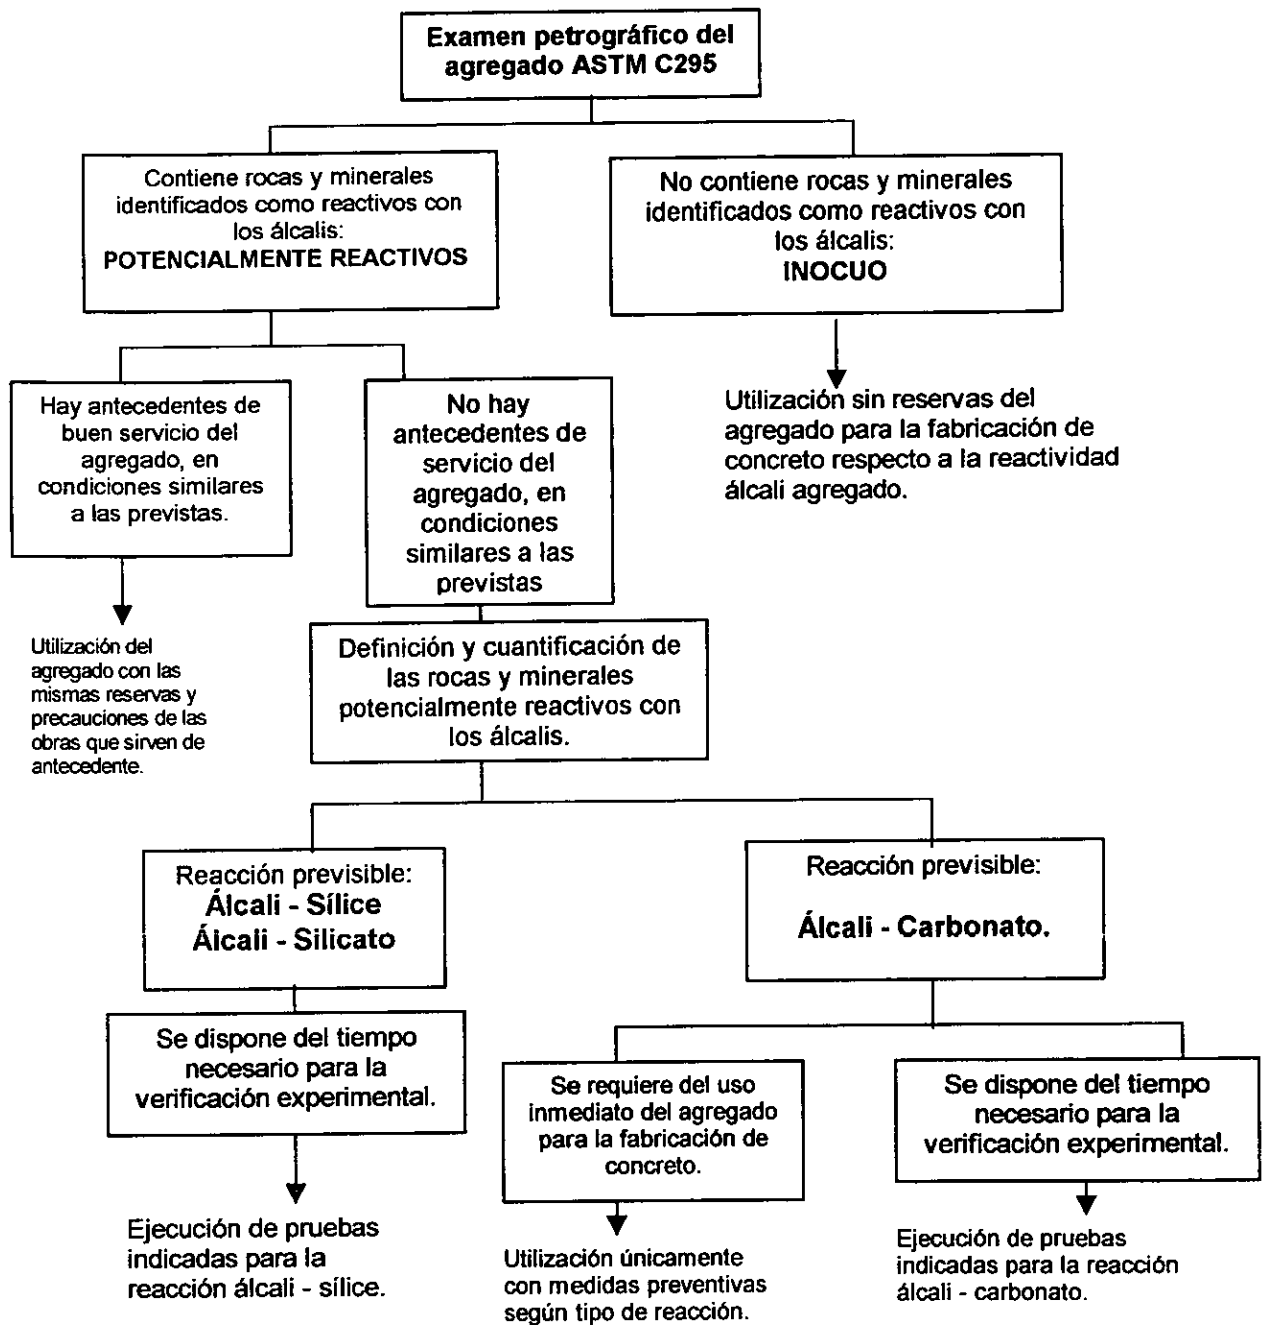 Examen petrográfico del
agregado ASTM C295
Contiene rocas y minerales
identificados como reactivos con
los álcalis:
POTENCIALMENTE REACTIVOS
No contiene rocas y minerales
identificados como reactivos con
los álcalis:
INOCUO
Hay antecedentes de
buen servicio del
agregado, en
condiciones similares
a las previstas.
No hay
antecedentes de
servicio del
agregado, en
condiciones
similares a las
previstas
Utilización sin reservas del
agregado para la fabricación de
concreto respecto a la reactividad
álcali agregado.
Utilización del
agregado con las
mismas reservas y
precauciones de las
obras que sirven de
antecedente.
Definición y cuantificación de
las rocas y minerales
potencialmente reactivos con
los álcalis.
Reacción previsible:
Álcali - Sílice
Álcali - Silicato
Reacción previsible:
Álcali - Carbonato.
Se dispone del tiempo
necesario para la
verificación experimental.
Se requiere del uso
inmediato del agregado
para la fabricación de
concreto.
Se dispone del tiempo
necesario para la
verificación experimental.
Ejecución de pruebas
indicadas para la
reacción álcali - sílice.
Utilización únicamente
con medidas preventivas
según tipo de reacción.
Ejecución de pruebas
indicadas para la reacción
álcali - carbonato.